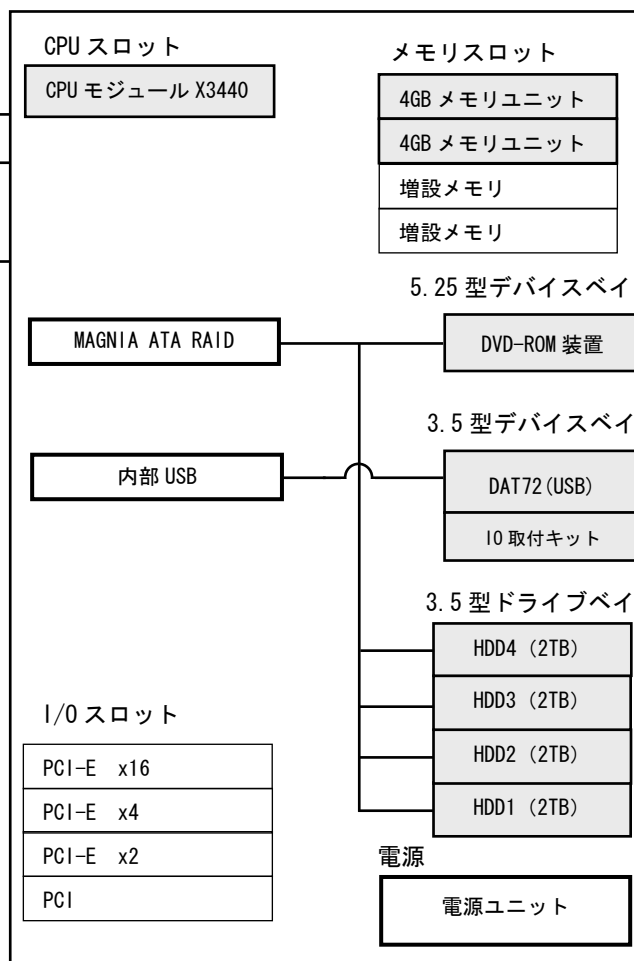 CPU スロット
CPU モジュール X3440
メモリスロット
4GB メモリユニット
4GB メモリユニット
増設メモリ
増設メモリ
5.25 型デバイスベイ
MAGNIA ATA RAID
DVD-ROM 装置
3.5 型デバイスベイ
内部 USB
DAT72(USB)
IO 取付キット
3.5 型ドライブベイ
HDD4 (2TB)
HDD3 (2TB)
HDD2 (2TB)
HDD1 (2TB)
I/O スロット
PCI-E x16
PCI-E x4
PCI-E x2
PCI
電源
電源ユニット